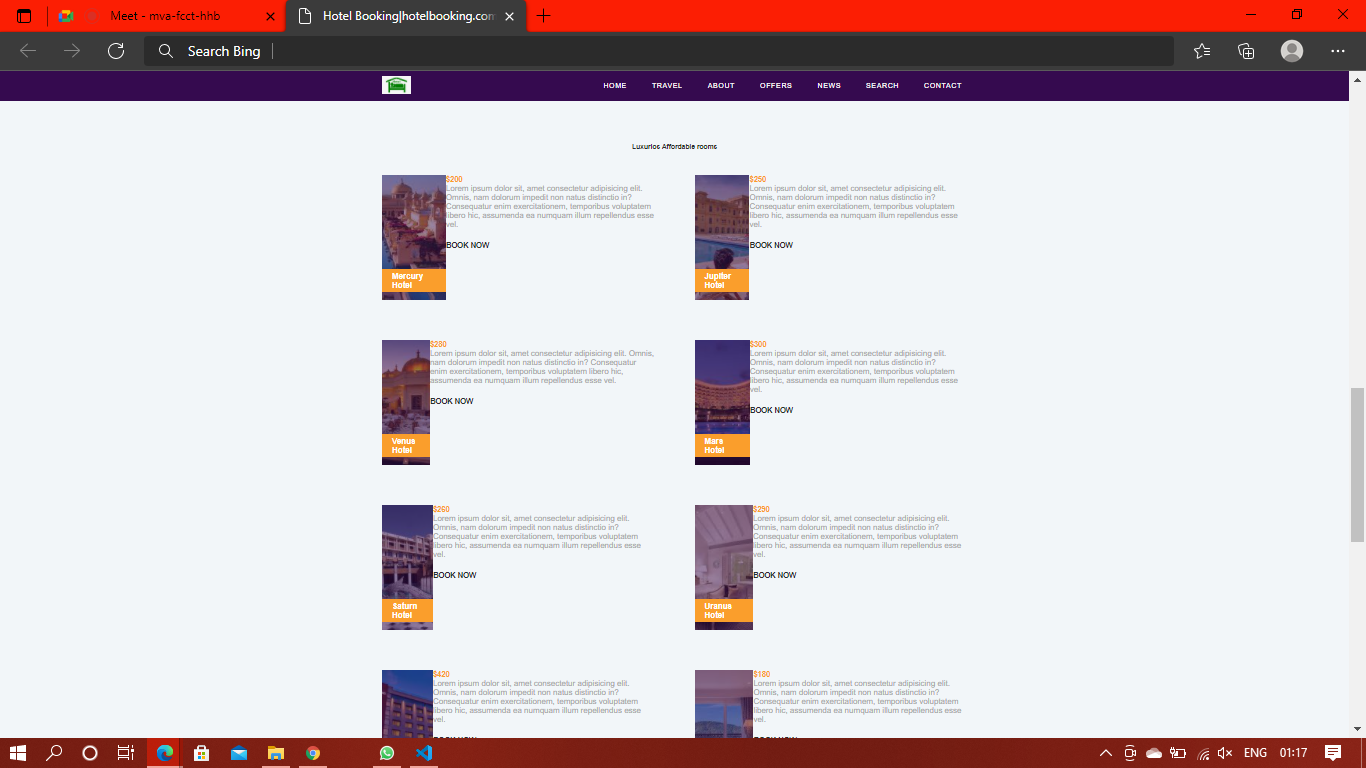 Meet - mva-fcct-hhb
Hotel Booking|hotelbooking.com
Search Bing
HOME TRAVEL ABOUT OFFERS NEWS SEARCH CONTACT
Luxurios Affordable rooms
$200
Lorem ipsum dolor sit, amet consectetur adipisicing elit.
Omnis, nam dolorum impedit non natus distinctio in?
Consequatur enim exercitationem, temporibus voluptatem
libero hic, assumenda ea numquam illum repellendus esse
vel.
BOOK NOW
Mercury
Hotel
$250
Lorem ipsum dolor sit, amet consectetur adipisicing elit.
Omnis, nam dolorum impedit non natus distinctio in?
Consequatur enim exercitationem, temporibus voluptatem
libero hic, assumenda ea numquam illum repellendus esse
vel.
BOOK NOW
Jupiter
Hotel
$280
Lorem ipsum dolor sit, amet consectetur adipisicing elit. Omnis,
nam dolorum impedit non natus distinctio in? Consequatur
enim exercitationem, temporibus voluptatem libero hic,
assumenda ea numquam illum repellendus esse vel.
BOOK NOW
Venus
Hotel
$300
Lorem ipsum dolor sit, amet consectetur adipisicing elit.
Omnis, nam dolorum impedit non natus distinctio in?
Consequatur enim exercitationem, temporibus voluptatem
libero hic, assumenda ea numquam illum repellendus esse
vel.
BOOK NOW
Mars
Hotel
$260
Lorem ipsum dolor sit, amet consectetur adipisicing elit.
Omnis, nam dolorum impedit non natus distinctio in?
Consequatur enim exercitationem, temporibus voluptatem
libero hic, assumenda ea numquam illum repellendus esse
vel.
BOOK NOW
Saturn
Hotel
$290
Lorem ipsum dolor sit, amet consectetur adipisicing elit.
Omnis, nam dolorum impedit non natus distinctio in?
Consequatur enim exercitationem, temporibus voluptatem
libero hic, assumenda ea numquam illum repellendus esse
vel.
BOOK NOW
Uranus
Hotel
$420
Lorem ipsum dolor sit, amet consectetur adipisicing elit.
Omnis, nam dolorum impedit non natus distinctio in?
Consequatur enim exercitationem, temporibus voluptatem
libero hic, assumenda ea numquam illum repellendus esse
vel.
$180
Lorem ipsum dolor sit, amet consectetur adipisicing elit.
Omnis, nam dolorum impedit non natus distinctio in?
Consequatur enim exercitationem, temporibus voluptatem
libero hic, assumenda ea numquam illum repellendus esse
vel.
ENG 01:17